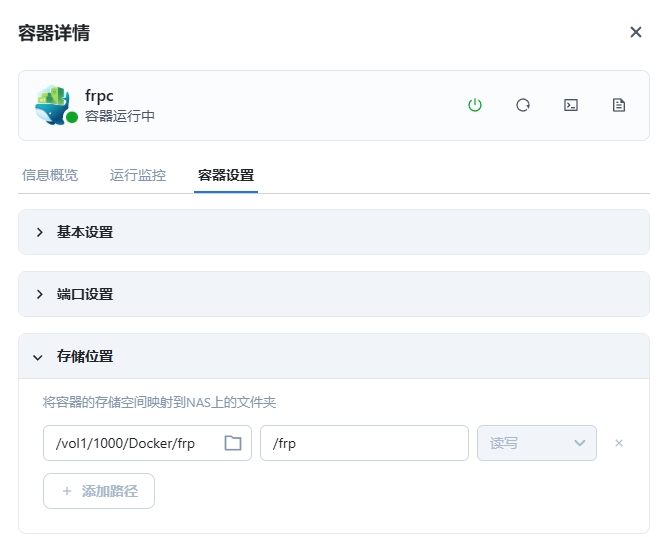 容器详情
frpc
容器运行中
信息概览 运行监控 容器设置
基本设置
端口设置
存储位置
将容器的存储空间映射到NAS上的文件夹
/vol1/1000/Docker/frp /frp 读写
+ 添加路径